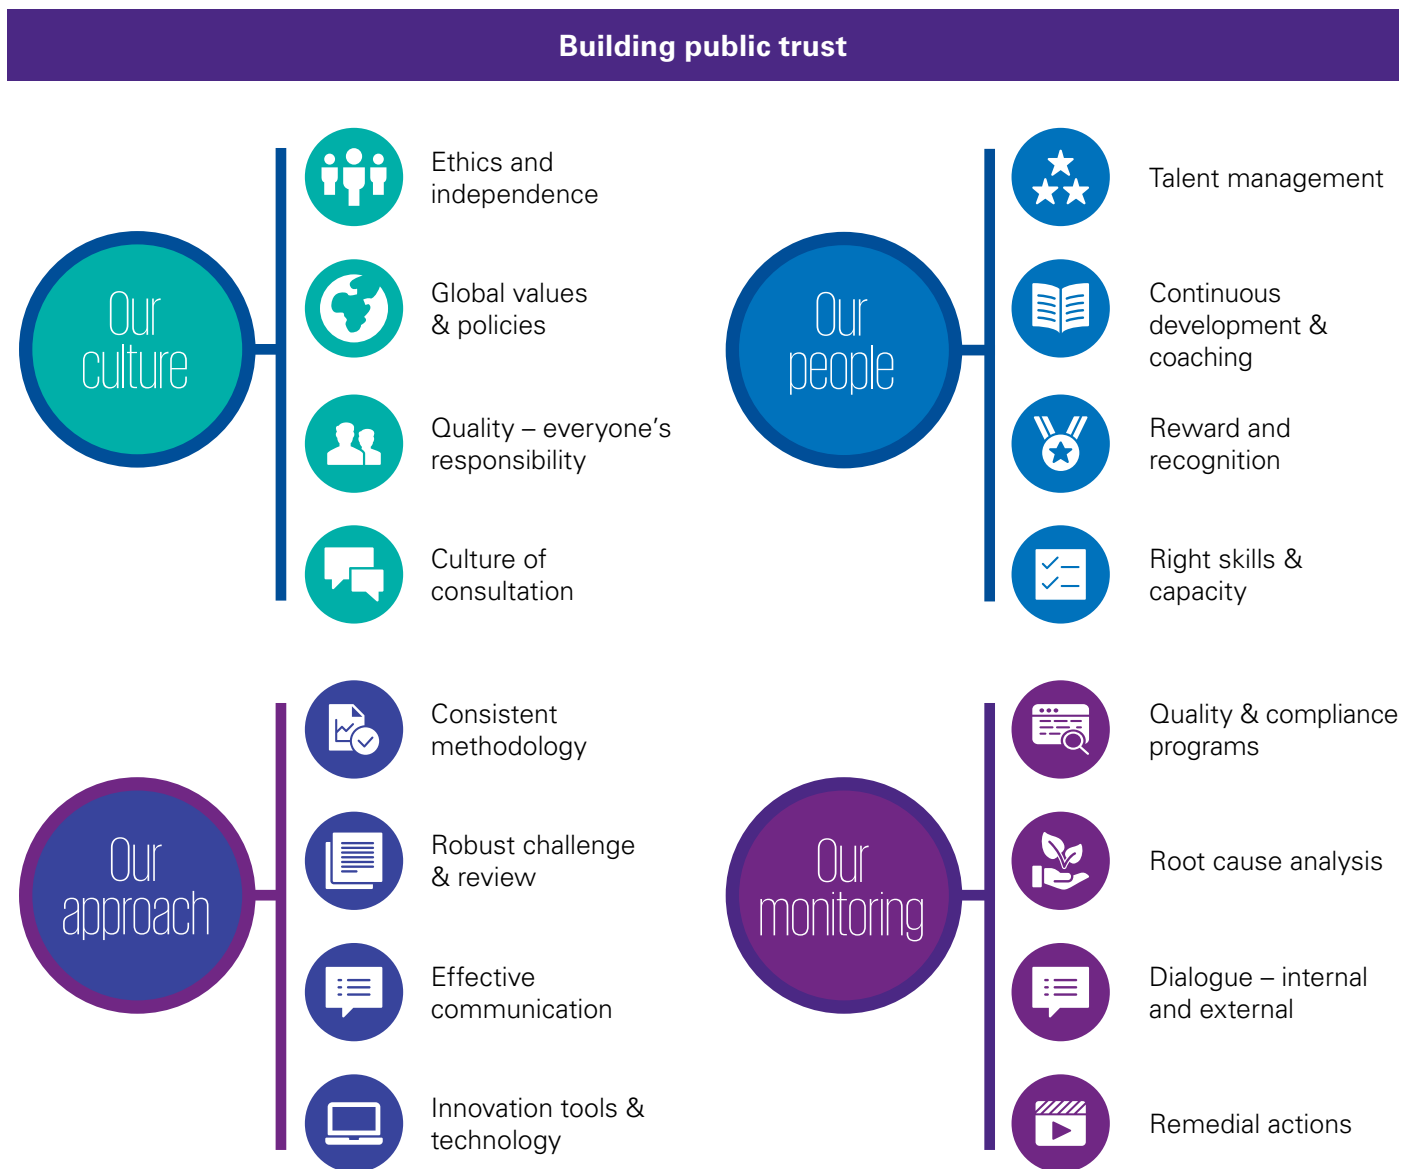 Building public trust
Our
culture
Ethics and
independence
Global values
& policies
Quality – everyone’s
responsibility
Culture of
consultation
Our
people
Talent management
Continuous
development &
coaching
Reward and
recognition
Right skills &
capacity
Our
approach
Consistent
methodology
Robust challenge
& review
Effective
communication
Innovation tools &
technology
Our
monitoring
Quality & compliance
programs
Root cause analysis
Dialogue – internal
and external
Remedial actions